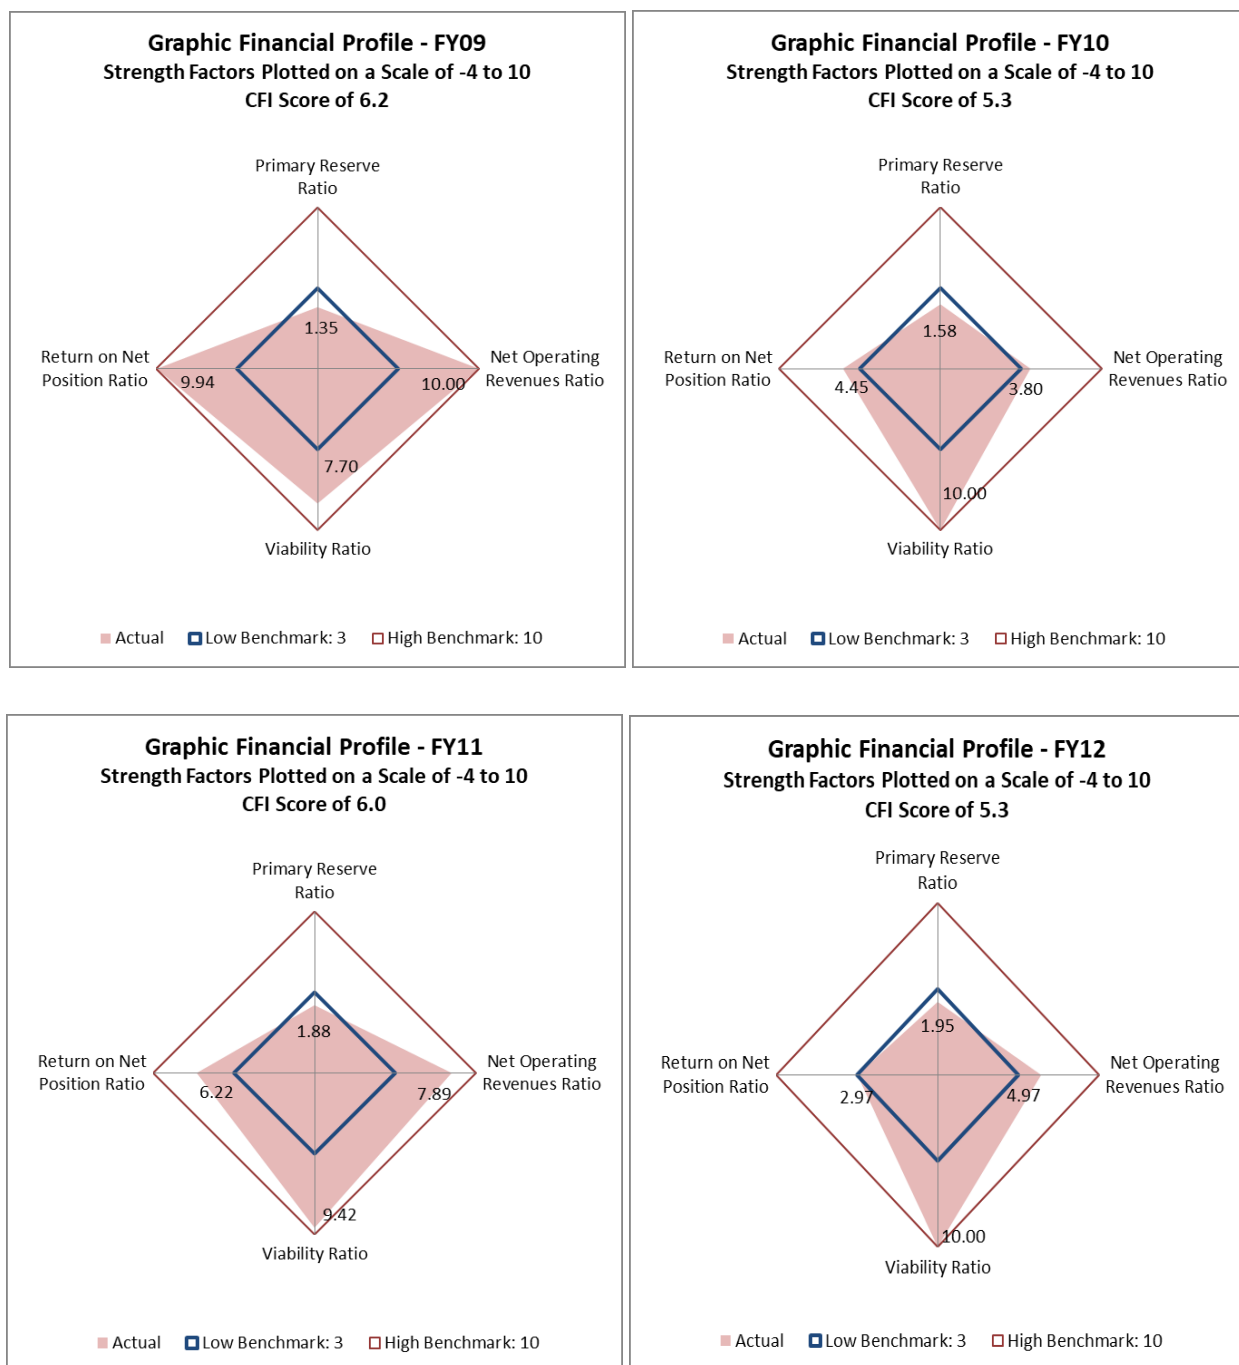 Graphic Financial Profile - FY09
Strength Factors Plotted on a Scale of -4 to 10
CFI Score of 6.2
Primary Reserve
Ratio
1.35
Return on Net
Position Ratio
9.94
10.00
Net Operating
Revenues Ratio
7.70
Viability Ratio
Actual
Low Benchmark: 3
High Benchmark: 10
Graphic Financial Profile - FY10
Strength Factors Plotted on a Scale of -4 to 10
CFI Score of 5.3
Primary Reserve
Ratio
1.58
Return on Net
Position Ratio
4.45
3.80
Net Operating
Revenues Ratio
10.00
Viability Ratio
Actual
Low Benchmark: 3
High Benchmark: 10
Graphic Financial Profile - FY11
Strength Factors Plotted on a Scale of -4 to 10
CFI Score of 6.0
Primary Reserve
Ratio
1.88
Return on Net
Position Ratio
6.22
7.89
Net Operating
Revenues Ratio
9.42
Viability Ratio
Actual
Low Benchmark: 3
High Benchmark: 10
Graphic Financial Profile - FY12
Strength Factors Plotted on a Scale of -4 to 10
CFI Score of 5.3
Primary Reserve
Ratio
1.95
Return on Net
Position Ratio
2.97
4.97
Net Operating
Revenues Ratio
10.00
Viability Ratio
Actual
Low Benchmark: 3
High Benchmark: 10